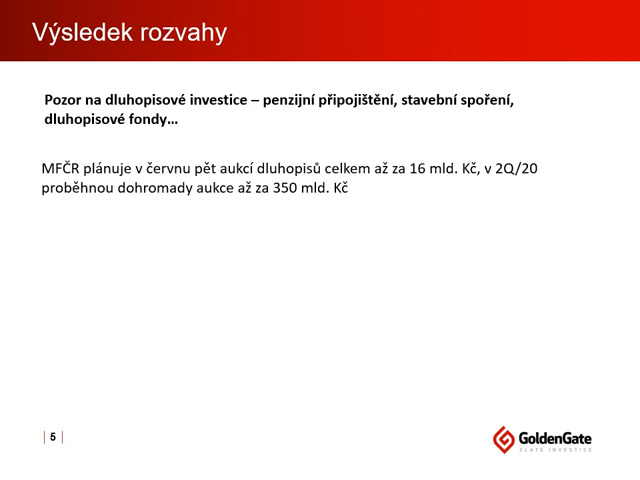 Výsledek rozvahy
Pozor na dluhopisové investice – penzijní připojištění, stavební spoření,
dluhopisové fondy…
MFČR plánuje v červnu pět aukcí dluhopisů celkem až za 16 mld. Kč, v 2Q/20
proběhnou dohromady aukce až za 350 mld. Kč
| 5 |
GoldenGate
ZLATÉ INVESTICE